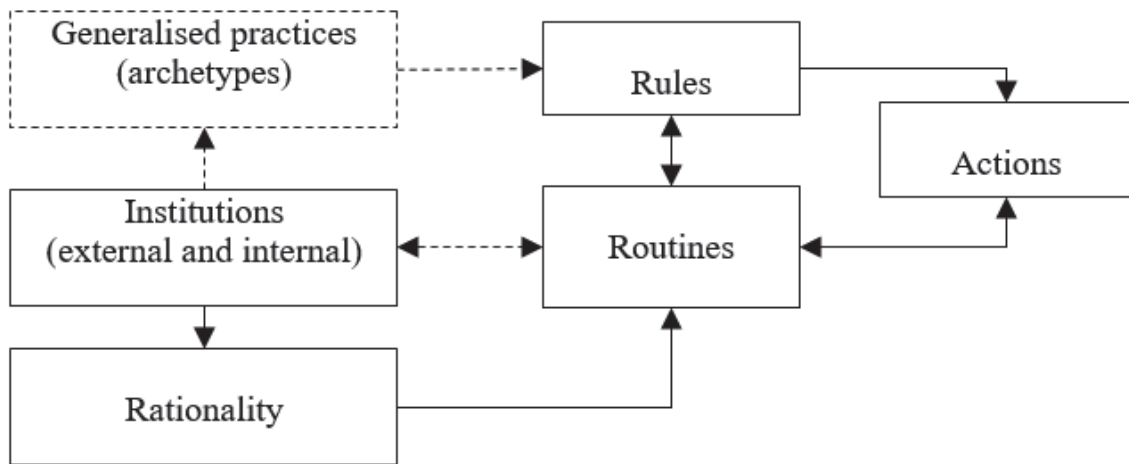 Generalised practices
(archetypes)
Rules
Actions
Institutions
(external and internal)
Routines
Rationality